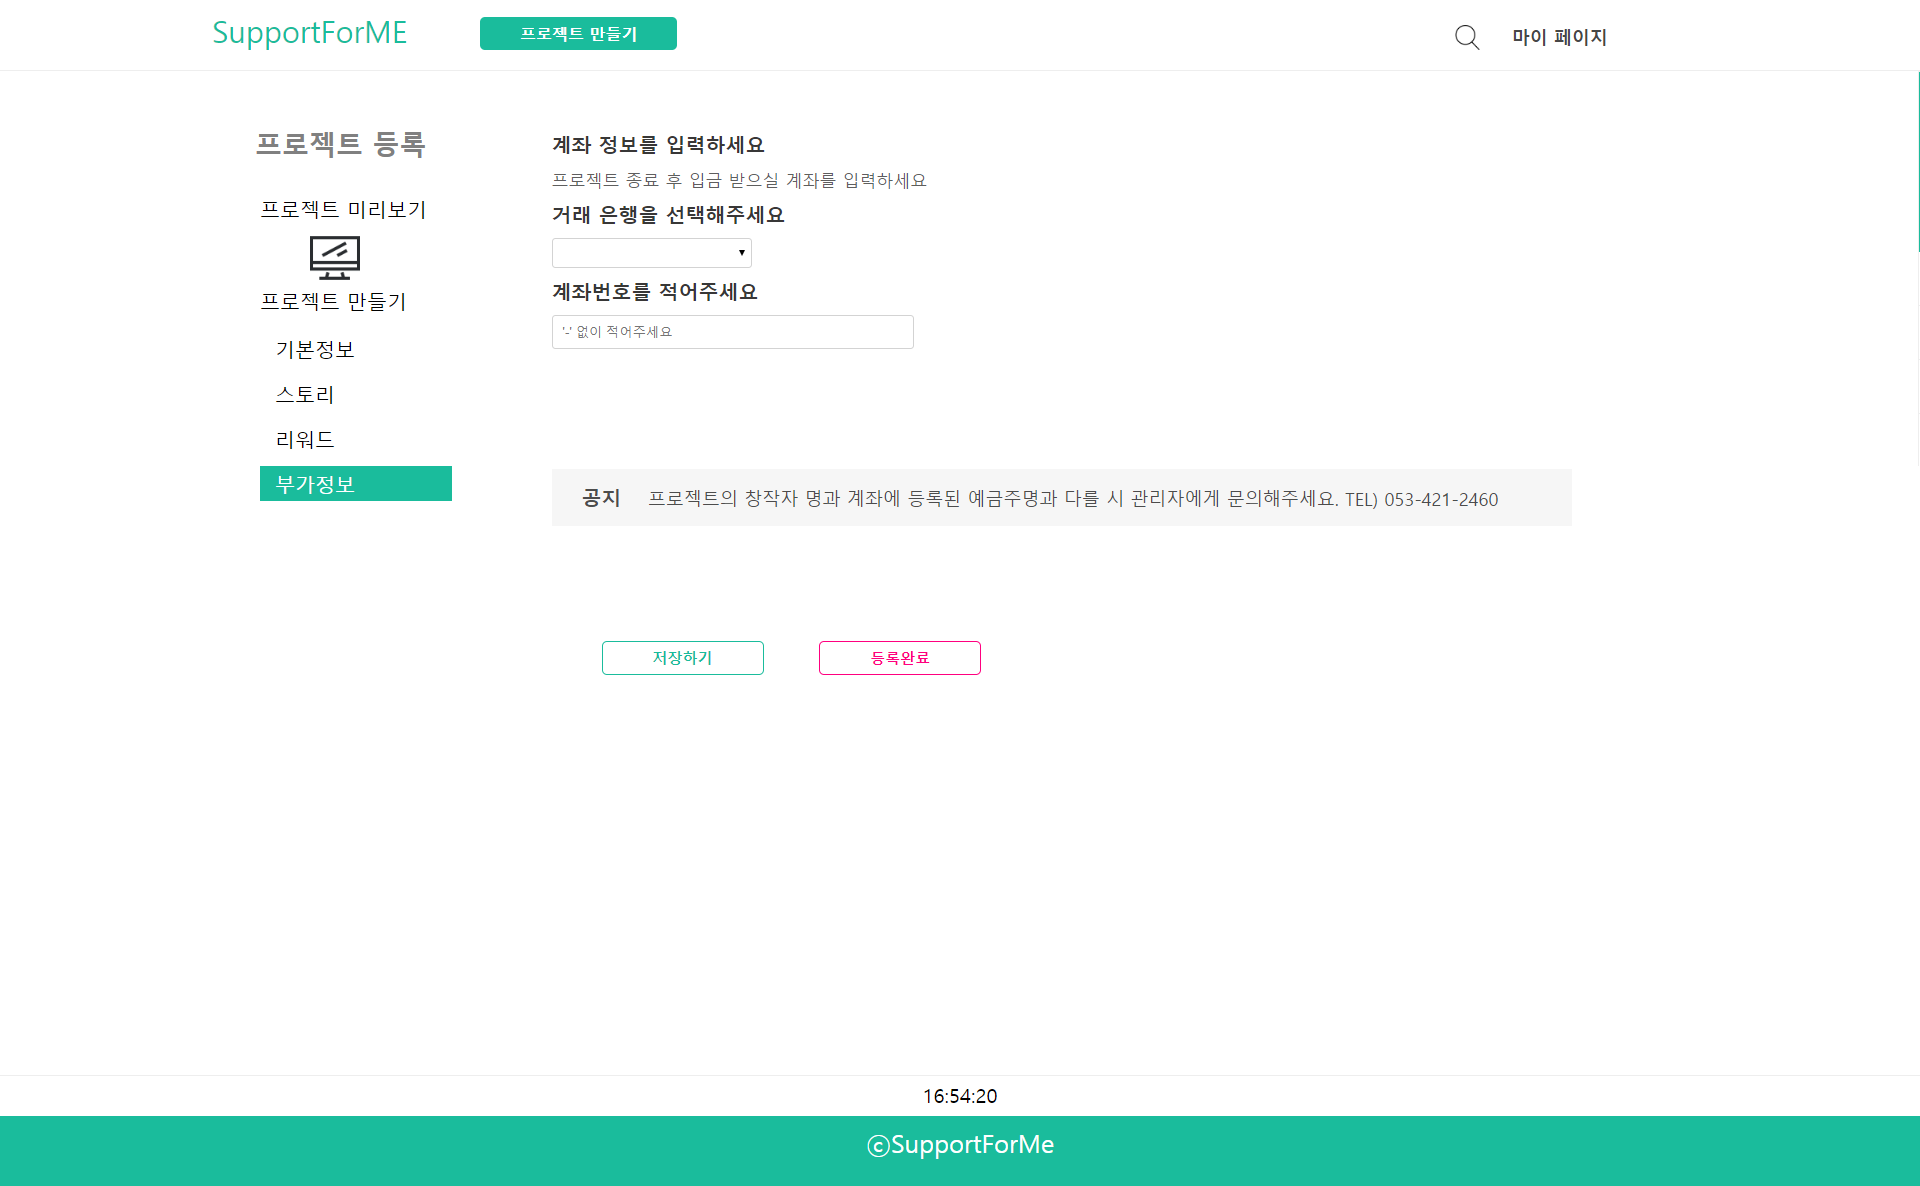 SupportForME
프로젝트 만들기
마이 페이지
프로젝트 등록
프로젝트 미리보기
프로젝트 만들기
기본정보
스토리
리워드
부가정보
계좌 정보를 입력하세요
프로젝트 종료 후 입금 받으실 계좌를 입력하세요
거래 은행을 선택해주세요
계좌번호를 적어주세요
'-' 없이 적어주세요
공지 프로젝트의 창작자 명과 계좌에 등록된 예금주명과 다를 시 관리자에게 문의해주세요. TEL) 053-421-2460
저장하기
등록완료
16:54:20
ⓒSupportForMe